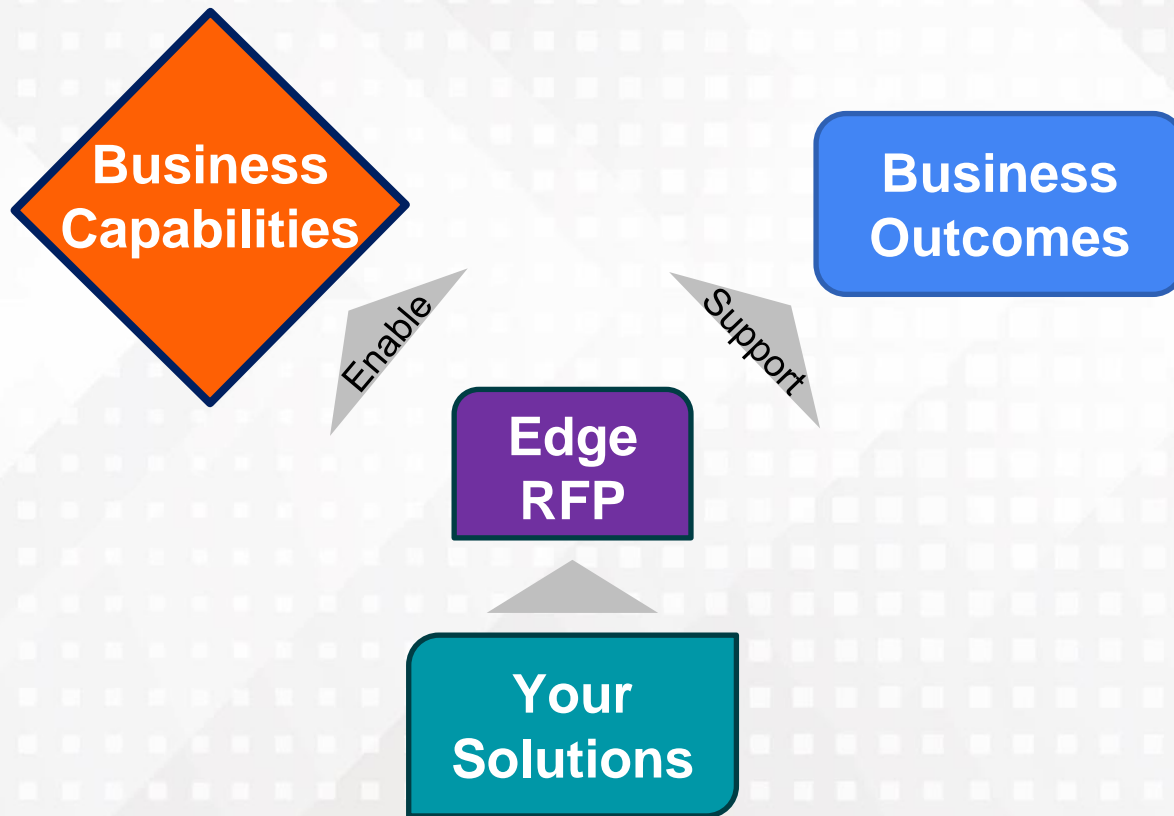 Business
Capabilities
Business
Outcomes
Enable
Support
Edge
RFP
Your
Solutions